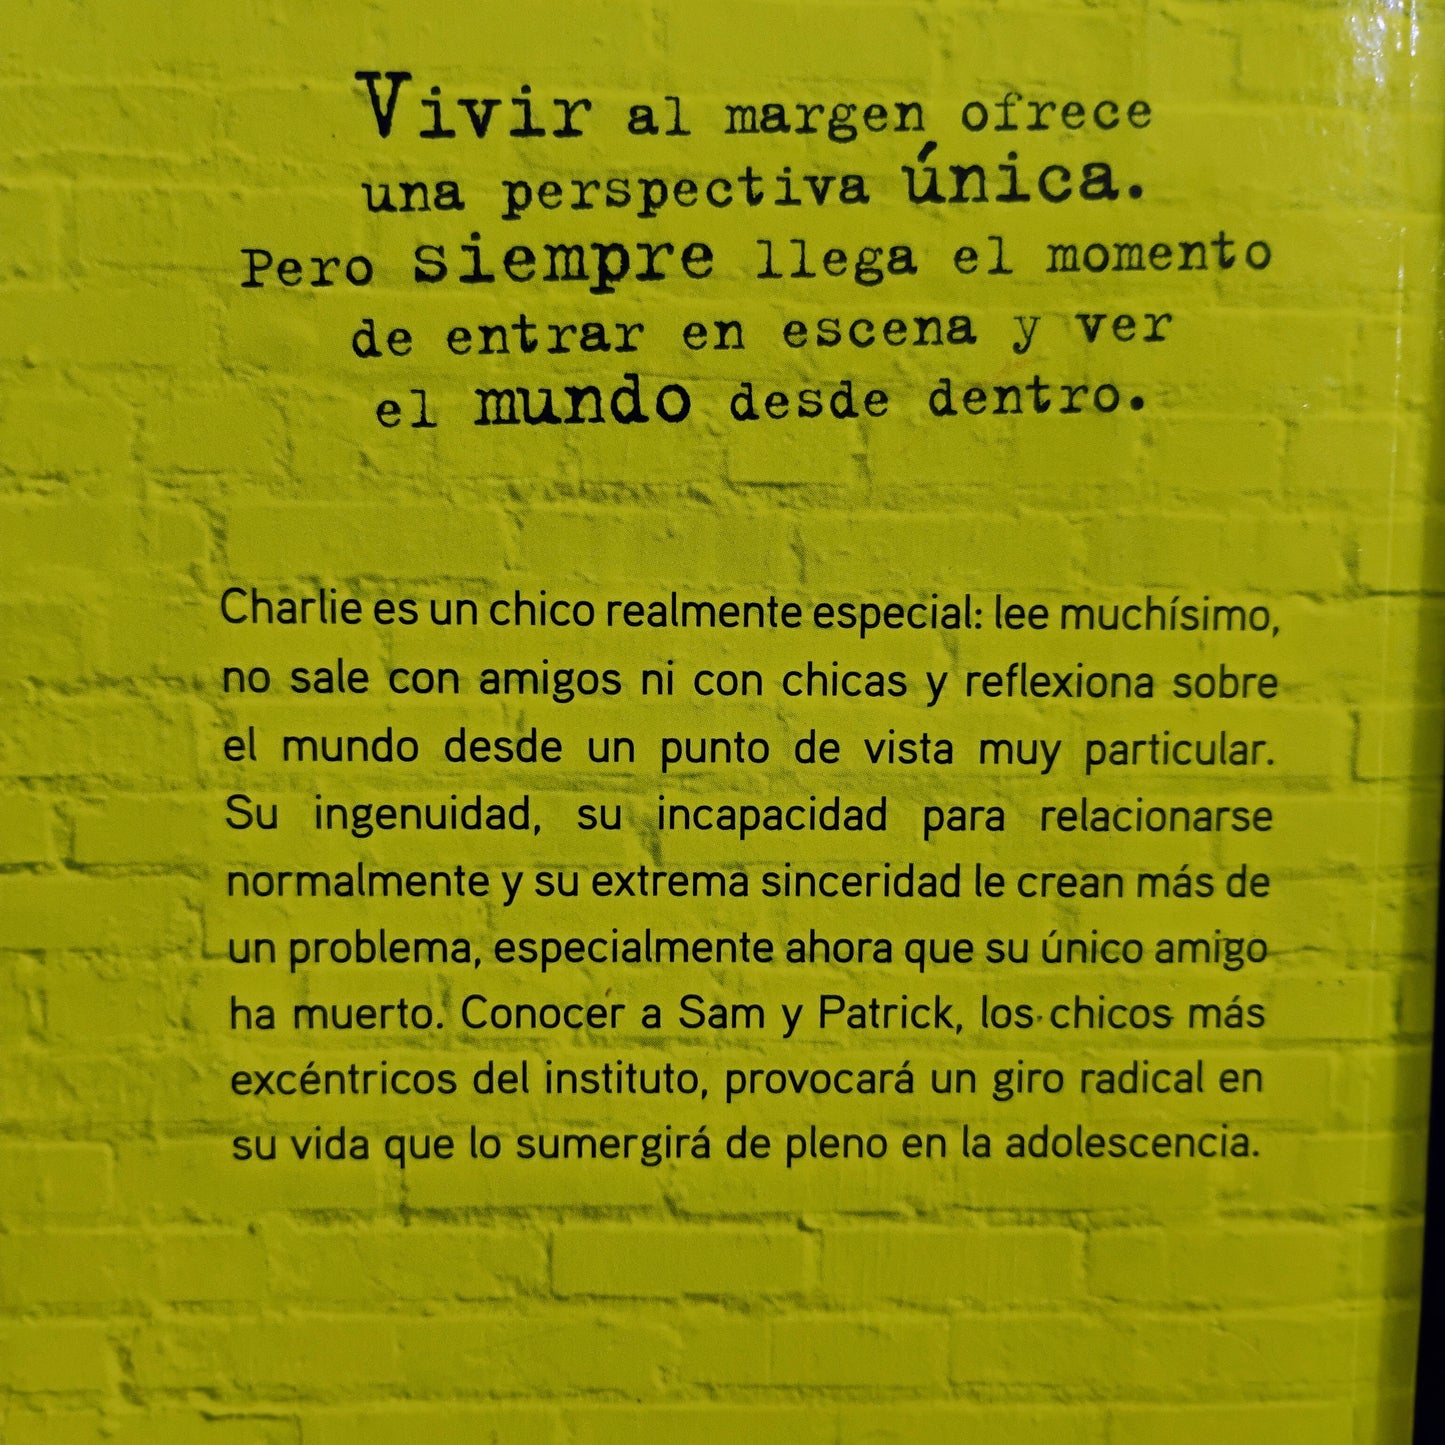 Vivir al margen ofrece
una perspectiva única.
Pero siempre llega el momento
de entrar en escena y ver
el mundo desde dentro.
Charlie es un chico realmente especial: lee muchísimo,
no sale con amigos ni con chicas y reflexiona sobre
el mundo desde un punto de vista muy particular.
Su ingenuidad, su incapacidad para relacionarse
normalmente y su extrema sinceridad le crean más de
un problema, especialmente ahora que su único amigo
ha muerto. Conocer a Sam y Patrick, los chicos más
excéntricos del instituto, provocará un giro radical en
su vida que lo sumergirá de pleno en la adolescencia.